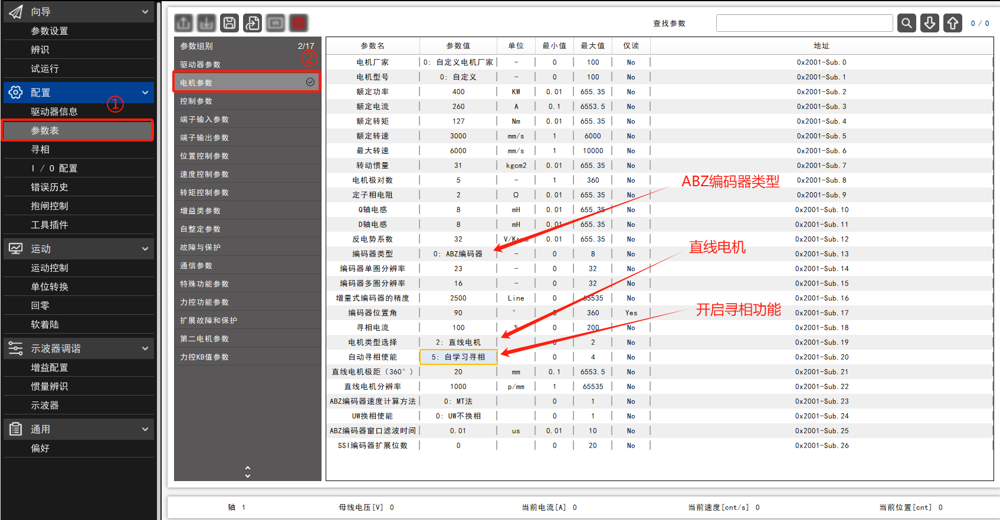 向导
参数设置
辨识
试运行
配置
①
驱动器信息
参数表
寻相
I / O 配置
错误历史
抱闸控制
工具插件
运动
运动控制
单位转换
回零
软着陆
示波器调谐
增益配置
惯量辨识
示波器
通用
偏好
查找参数
0 / 0
参数组别 2/17
②
驱动器参数
电机参数
控制参数
端子输入参数
端子输出参数
位置控制参数
速度控制参数
转矩控制参数
增益类参数
自整定参数
故障与保护
通信参数
特殊功能参数
力控功能参数
扩展故障和保护
第二电机参数
力控KB值参数
参数名 参数值 单位 最小值 最大值 仅读 地址
电机厂家 0: 自定义电机厂家 - 0 100 No 0x2001-Sub.0
电机型号 0: 自定义 - 0 100 No 0x2001-Sub.1
额定功率 400 KW 0.01 655.35 No 0x2001-Sub.2
额定电流 260 A 0.1 6553.5 No 0x2001-Sub.3
额定转矩 127 Nm 0.01 655.35 No 0x2001-Sub.4
额定转速 3000 mm/s 1 6000 No 0x2001-Sub.5
最大转速 6000 mm/s 1 10000 No 0x2001-Sub.6
转动惯量 31 kgcm2 0.01 655.35 No 0x2001-Sub.7
电机极对数 5 - 1 360 No 0x2001-Sub.8
定子相电阻 2 Ω 0.01 655.35 No 0x2001-Sub.9
Q轴电感 8 mH 0.01 655.35 No 0x2001-Sub.10
D轴电感 8 mH 0.01 655.35 No 0x2001-Sub.11
反电势系数 32 V/Krpm 0.01 655.35 No 0x2001-Sub.12
编码器类型 0: ABZ编码器 - 0 8 No 0x2001-Sub.13
编码器单圈分辨率 23 - 0 32 No 0x2001-Sub.14
编码器多圈分辨率 16 - 0 32 No 0x2001-Sub.15
增量式编码器的精度 2500 Line 0 65535 No 0x2001-Sub.16
编码器位置角 90 ° 0 360 Yes 0x2001-Sub.17
寻相电流 100 % 0 200 No 0x2001-Sub.18
电机类型选择 2: 直线电机 0 2 No 0x2001-Sub.19
自动寻相使能 5: 自学习寻相 0 4 No 0x2001-Sub.20
直线电机极距（360°） 20 mm 0.1 6553.5 No 0x2001-Sub.21
直线电机分辨率 1000 p/mm 1 65535 No 0x2001-Sub.22
ABZ编码器速度计算方法 0: MT法 0 1 No 0x2001-Sub.23
UW换相使能 0: UW不换相 0 1 No 0x2001-Sub.24
ABZ编码器窗口滤波时间 0.01 us 0.01 10 No 0x2001-Sub.25
SSI编码器扩展位数 0 0 20 No 0x2001-Sub.26
ABZ编码器类型
直线电机
开启寻相功能
轴 1 母线电压[V] 0 当前电流[A] 0 当前速度[cnt/s] 0 当前位置[cnt] 0